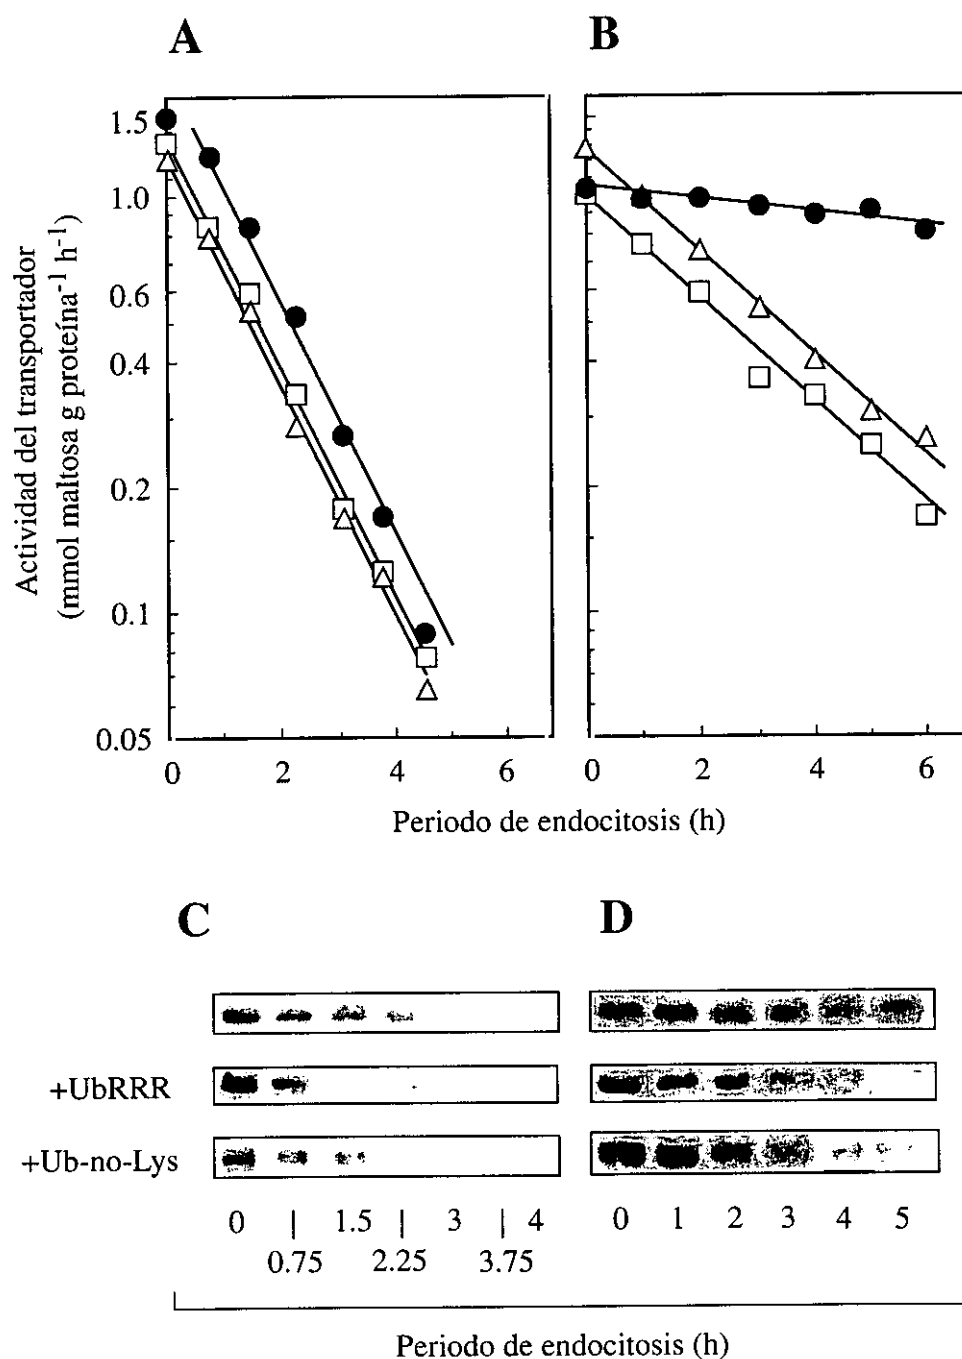 A
B
1.5
1.0
0.6
0.4
0.2
0.1
0.05
Actividad del transportador
(mmol maltosa g proteína⁻¹ h⁻¹)
0 2 4 6
0 2 4 6
Periodo de endocitosis (h)
C
D
+UbRRR
+Ub-no-Lys
0 | 1.5 | 3 | 4
0.75 2.25 3.75
0 1 2 3 4 5
Periodo de endocitosis (h)